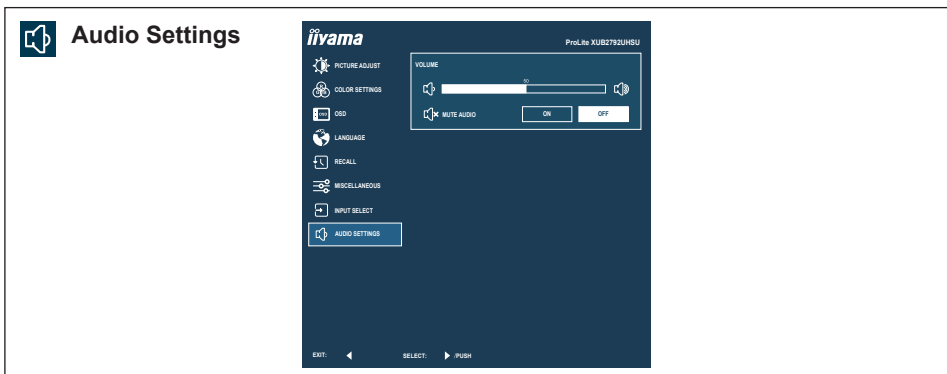 Audio Settings
iiyama
ProLite XUB2792UHSU
PICTURE ADJUST
COLOR SETTINGS
OSD
OSD
LANGUAGE
RECALL
MISCELLANEOUS
INPUT SELECT
AUDIO SETTINGS
VOLUME
50
MUTE AUDIO ON OFF
EXIT: SELECT: /PUSH